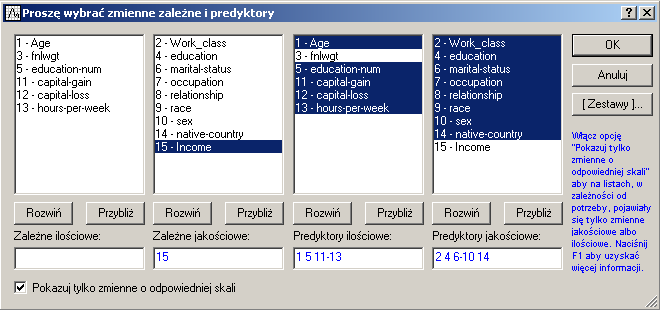 Proszę wybrać zmienne zależne i predyktory
1 - Age
3 - fnlwgt
5 - education-num
11 - capital-gain
12 - capital-loss
13 - hours-per-week
2 - Work_class
4 - education
6 - marital-status
7 - occupation
8 - relationship
9 - race
10 - sex
14 - native-country
15 - Income
1 - Age
3 - fnlwgt
5 - education-num
11 - capital-gain
12 - capital-loss
13 - hours-per-week
2 - Work_class
4 - education
6 - marital-status
7 - occupation
8 - relationship
9 - race
10 - sex
14 - native-country
15 - Income
OK
Anuluj
[ Zestawy ]...
Włącz opcję
"Pokazuj tylko
zmienne o
odpowiedniej skali"
aby na listach, w
zależności od
potrzeby, pojawiały
się tylko zmienne
jakościowe albo
ilościowe. Naciśnij
F1 aby uzyskać
więcej informacji.
Rozwiń Przybliż Rozwiń Przybliż Rozwiń Przybliż Rozwiń Przybliż
Zależne ilościowe: Zależne jakościowe: Predyktory ilościowe: Predyktory jakościowe:
15 1 5 11-13 2 4 6-10 14
Pokazuj tylko zmienne o odpowiedniej skali